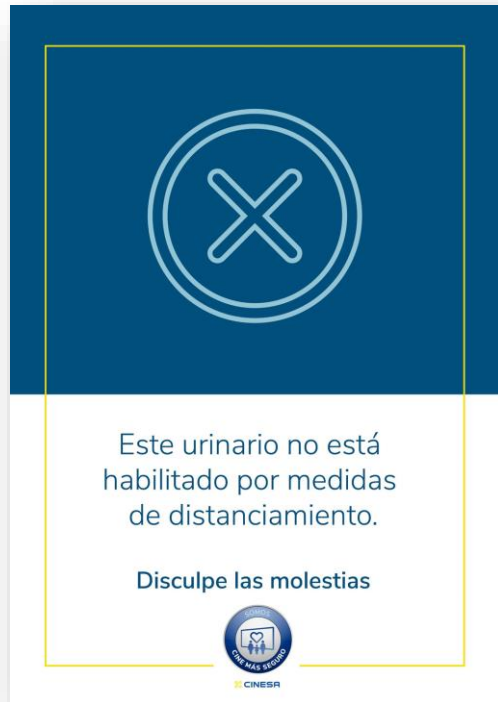 Este urinario no está
habilitado por medidas
de distanciamiento.
Disculpe las molestias
SOMOS
CINE MÁS SEGURO
CINESA